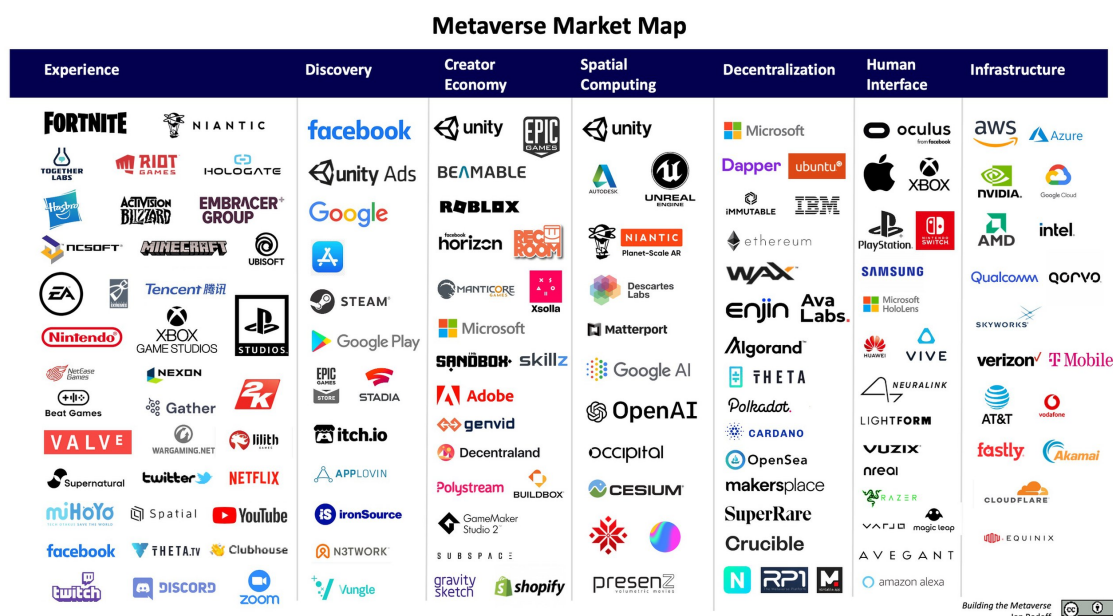 Metaverse Market Map
Experience
FORTNITE
NIANTIC
TOGETHER LABS
RIOT GAMES
HOLOGATE
Hasbro
ACTIVISION BLIZZARD
EMBRACER+ GROUP
NCSOFT
MINECRAFT
UBISOFT
EA
Tencent 腾讯
Nintendo
XBOX GAME STUDIOS
STUDIOS
NetEase Games
NEXON
2K
Beat Games
Gather
VALVE
WARGAMING.NET
lilith GAMES
Supernatural
twitter
NETFLIX
miHoYo
Spatial
YouTube
facebook
THETA.TV
Clubhouse
twitch
DISCORD
zoom
Discovery
facebook
unity Ads
Google
STEAM
Google Play
EPIC GAMES STORE
STADIA
itch.io
APPLOVIN
ironSource
N3TWORK
Vungle
Creator Economy
unity
EPIC GAMES
BEAMABLE
ROBLOX
facebook horizon
REC ROOM
MANTICORE GAMES
XSOLLA
Xsolla
Microsoft
THE SANDBOX
skillz
Adobe
genvid
Decentraland
Polystream
BUILDBOX
GameMaker Studio 2
SUBSPACE
gravity sketch
shopify
Spatial Computing
unity
AUTODESK
UNREAL ENGINE
NIANTIC
Planet-Scale AR
Descartes Labs
Matterport
Google AI
OpenAI
occipital
CESIUM
presenZ
volumetric movies
Decentralization
Microsoft
Dapper
ubuntu®
iMMUTABLE
IBM
ethereum
WAX
Enjin
Ava Labs.
Algorand
THETA
Polkadot.
CARDANO
OpenSea
makersplace
SuperRare
Crucible
N
RP1
M
Human Interface
oculus
from facebook
XBOX
PlayStation
NINTENDO SWITCH
SAMSUNG
Microsoft HoloLens
HUAWEI
VIVE
NEURALINK
LIGHTFORM
VUZIX
nreal
RAZER
VARJO
magic leap
AVEGANT
amazon alexa
Infrastructure
aws
Azure
NVIDIA.
Google Cloud
AMD
intel.
Qualcomm
QORVO
SKYWORKS
verizon
T Mobile
AT&T
vodafone
fastly
Akamai
CLOUDFLARE
EQUINIX
Building the Metaverse
Jon Radoff
cc